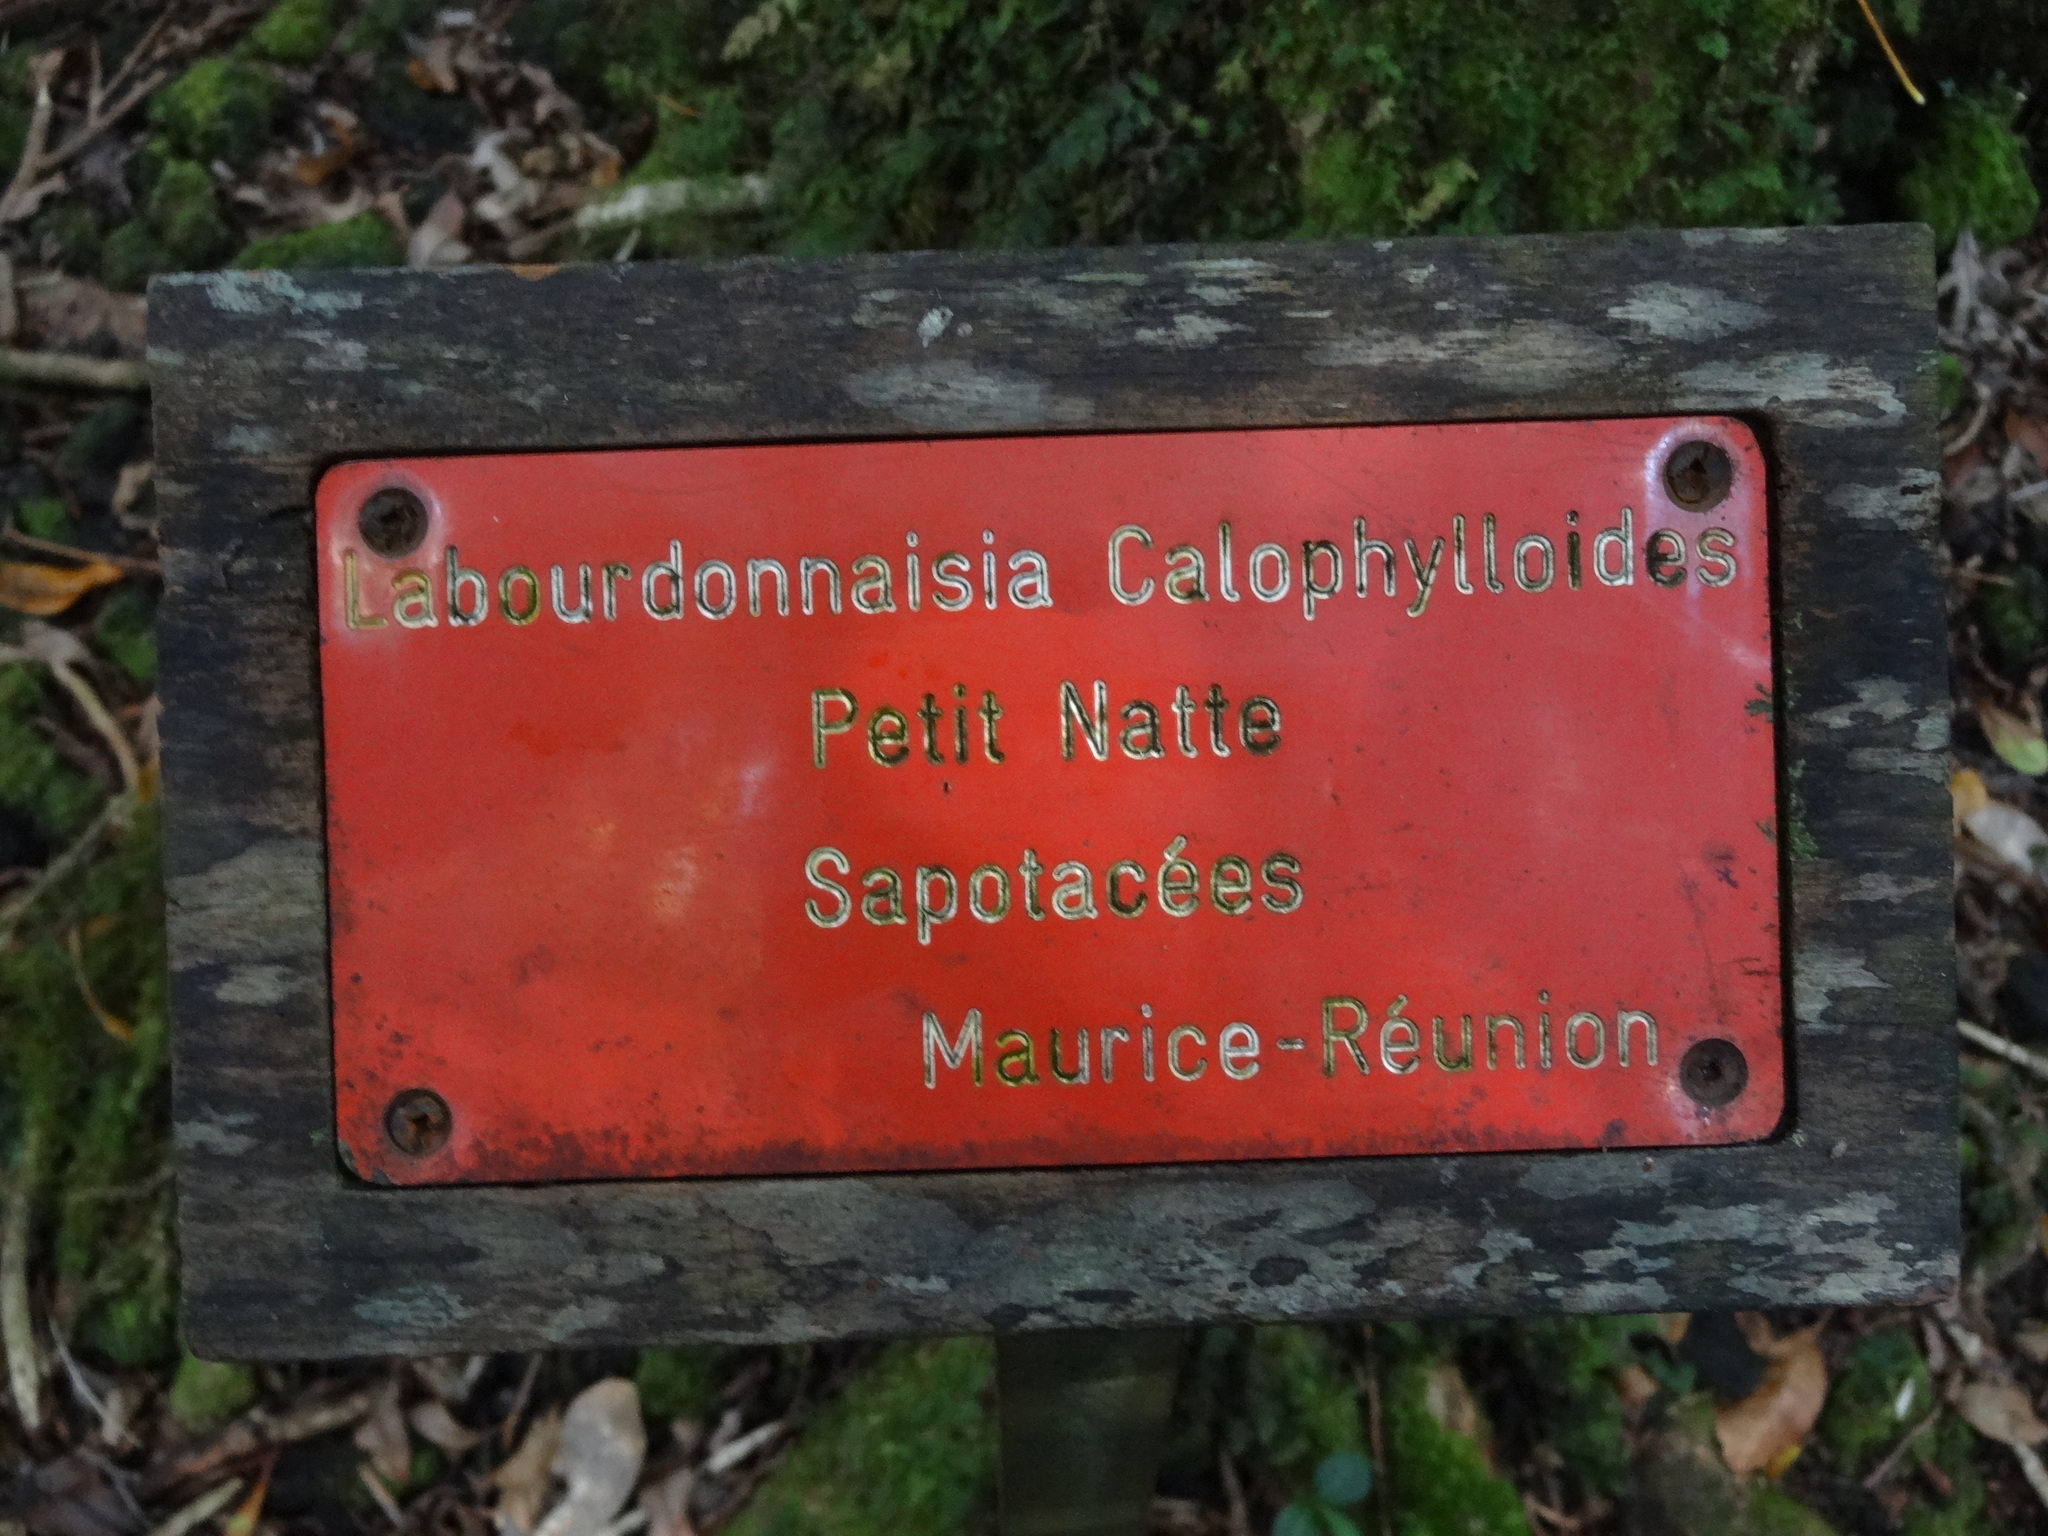 Labourdonnaisia Calophylloides
Petit Natte
Sapotacées
Maurice-Réunion